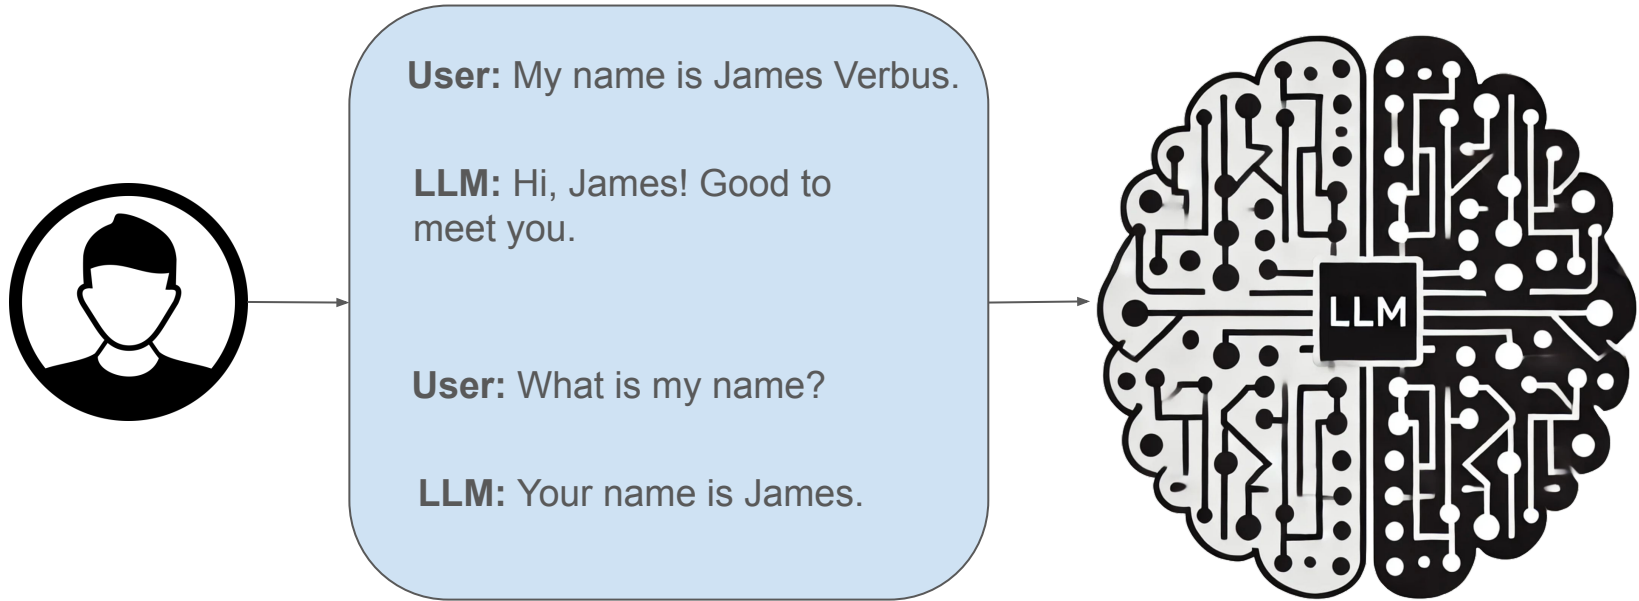 User: My name is James Verbus.
LLM: Hi, James! Good to
meet you.
User: What is my name?
LLM: Your name is James.
LLM